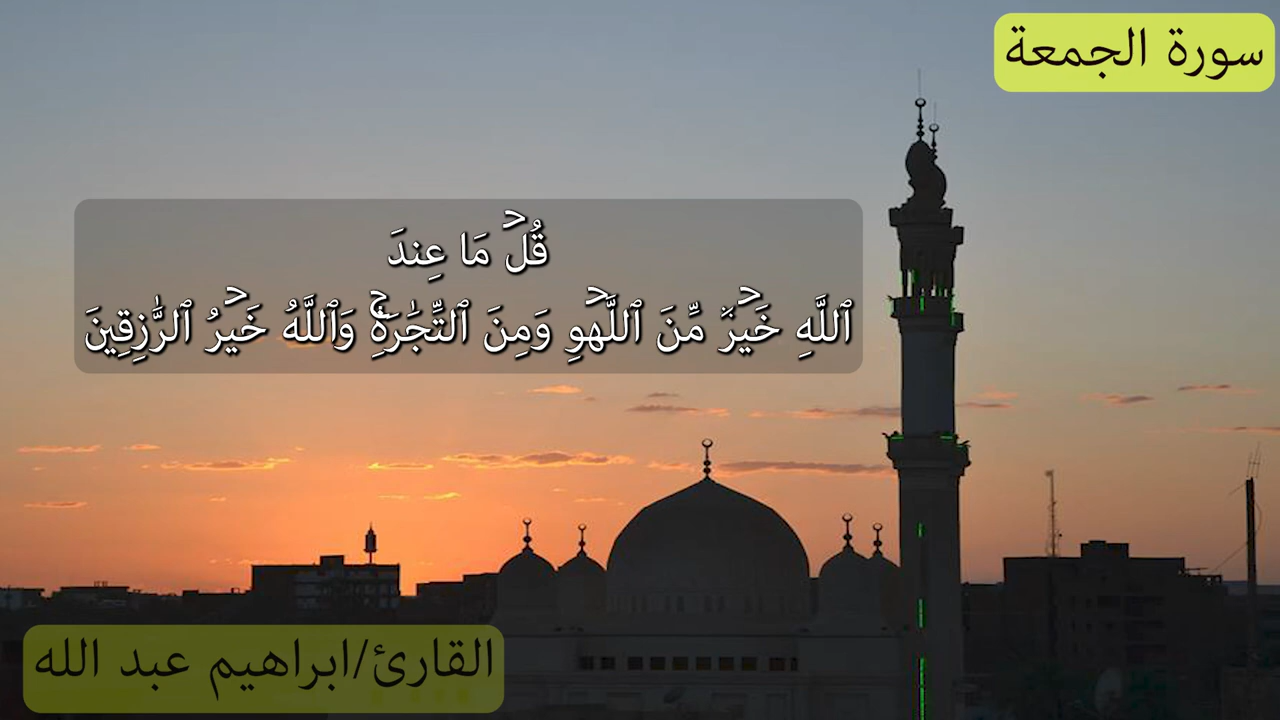 سورة الجمعة
قُلۡ مَا عِندَ
ٱللَّهِ خَيۡرٞ مِّنَ ٱللَّهۡوِ وَمِنَ ٱلتِّجَٰرَةِۚ وَٱللَّهُ خَيۡرُ ٱلرَّٰزِقِينَ
القارئ/ابراهيم عبد الله